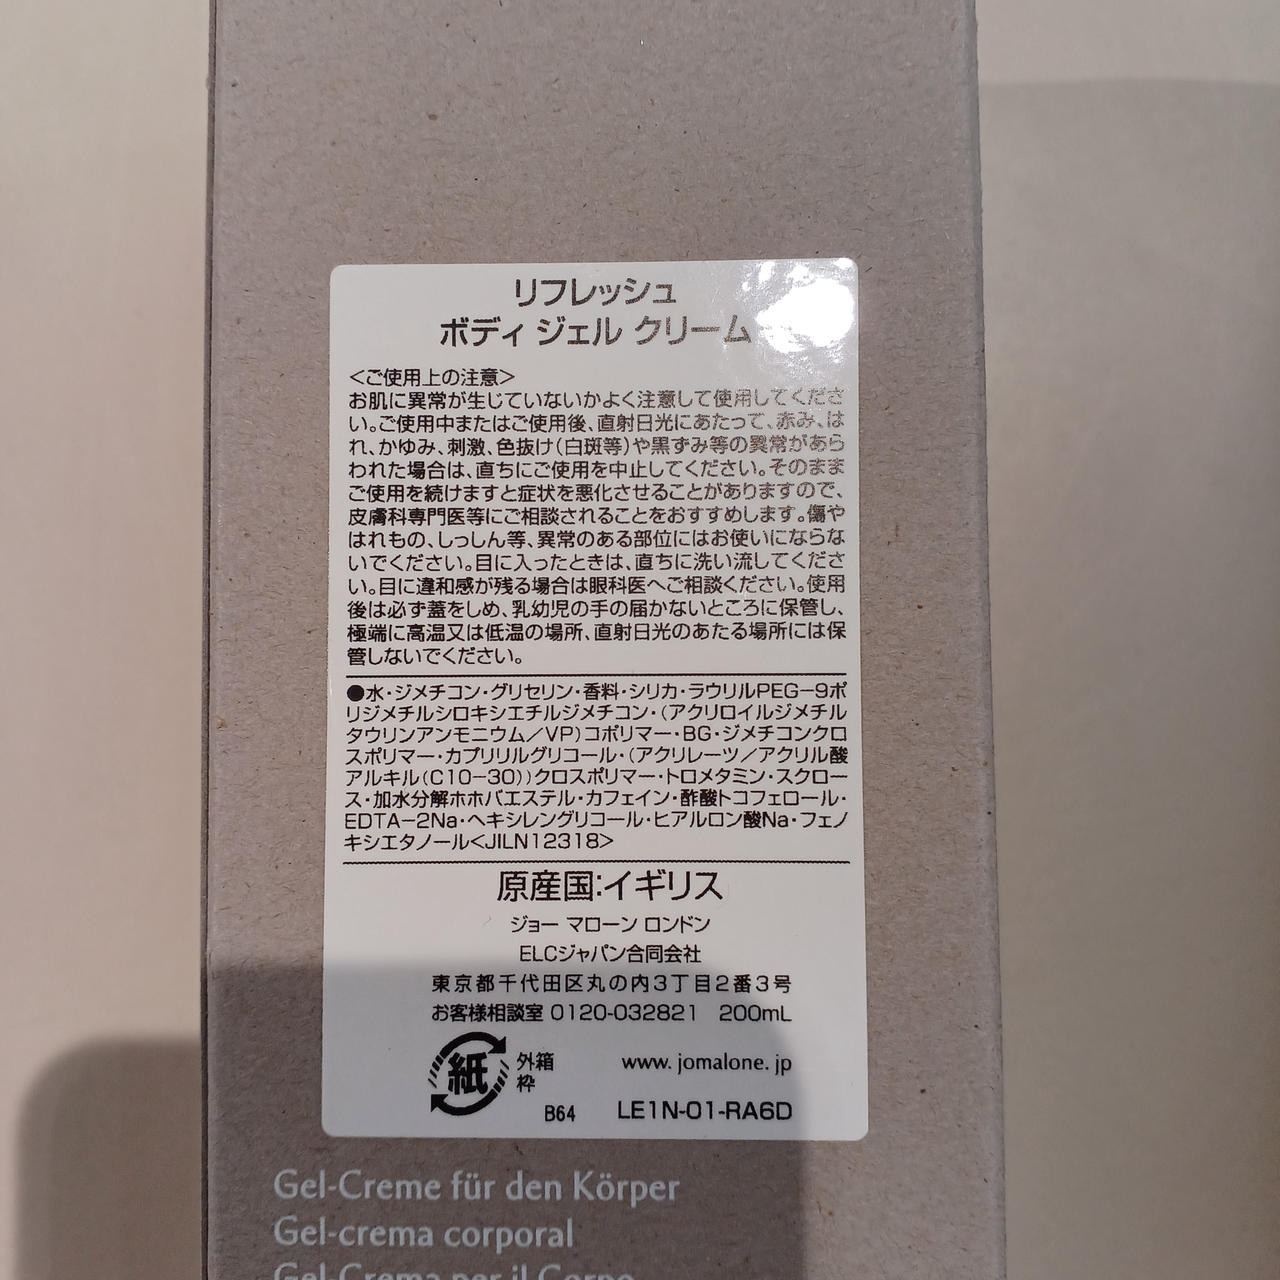 リフレッシュ
ボディ ジェル クリーム
＜ご使用上の注意＞
お肌に異常が生じていないかよく注意して使用してくださ
い。ご使用中またはご使用後、直射日光にあたって、赤み、は
れ、かゆみ、刺激、色抜け（白斑等）や黒ずみ等の異常があら
われた場合は、直ちにご使用を中止してください。そのまま
ご使用を続けますと症状を悪化させることがありますので、
皮膚科専門医等にご相談されることをおすすめします。傷や
はれもの、しっしん等、異常のある部位にはお使いにならな
いでください。目に入ったときは、直ちに洗い流してくださ
い。目に違和感が残る場合は眼科医へご相談ください。使用
後は必ず蓋をしめ、乳幼児の手の届かないところに保管し、
極端に高温又は低温の場所、直射日光のあたる場所には保
管しないでください。
●水・ジメチコン・グリセリン・香料・シリカ・ラウリルPEG－9ポ
リジメチルシロキシエチルジメチコン・（アクリロイルジメチル
タウリンアンモニウム／VP）コポリマー・BG・ジメチコンクロ
スポリマー・カプリリルグリコール・（アクリレーツ／アクリル酸
アルキル（C10－30））クロスポリマー・トロメタミン・スクロー
ス・加水分解ホホバエステル・カフェイン・酢酸トコフェロール・
EDTA－2Na・ヘキシレングリコール・ヒアルロン酸Na・フェノ
キシエタノール＜JILN12318＞
原産国：イギリス
ジョー マローン ロンドン
ELCジャパン合同会社
東京都千代田区丸の内3丁目2番3号
お客様相談室 0120-032821 200mL
紙 外箱 www. jomalone. jp
枠
B64 LE1N-01-RA6D
Gel-Creme für den Körper
Gel-crema corporal
Gel-Crema per il Corpo